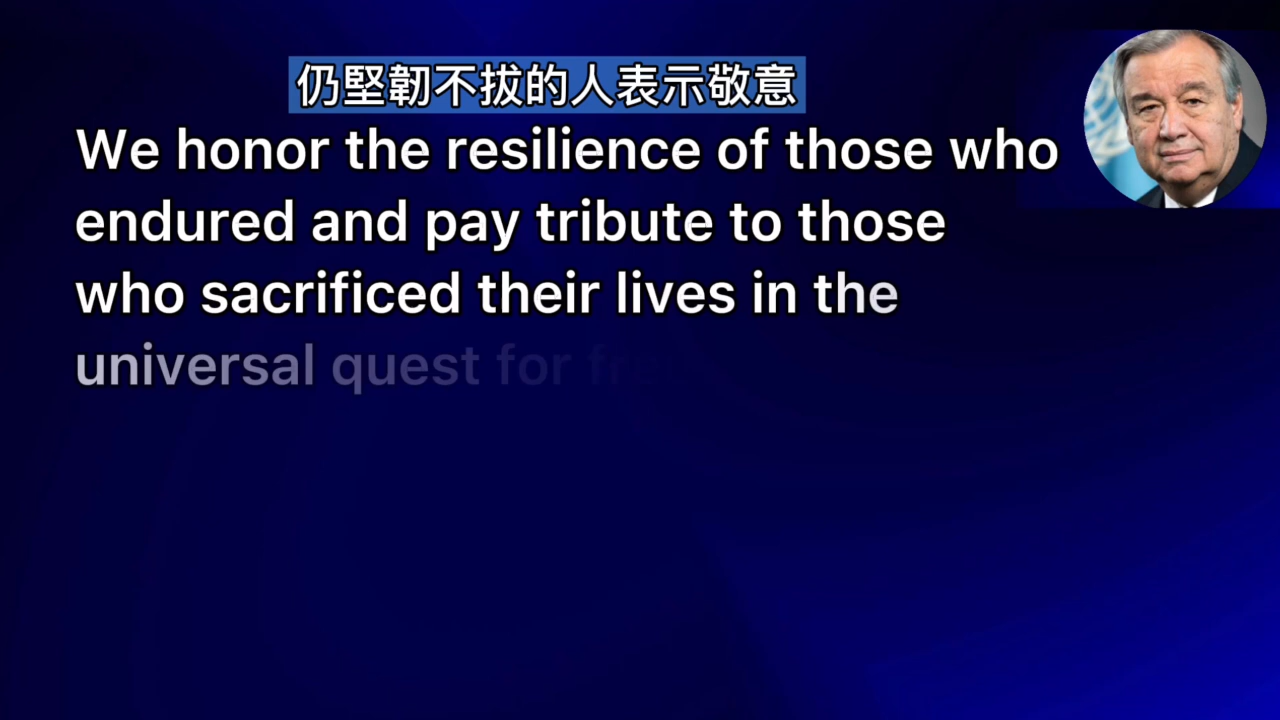 仍堅韌不拔的人表示敬意
We honor the resilience of those who
endured and pay tribute to those
who sacrificed their lives in the
universal quest for